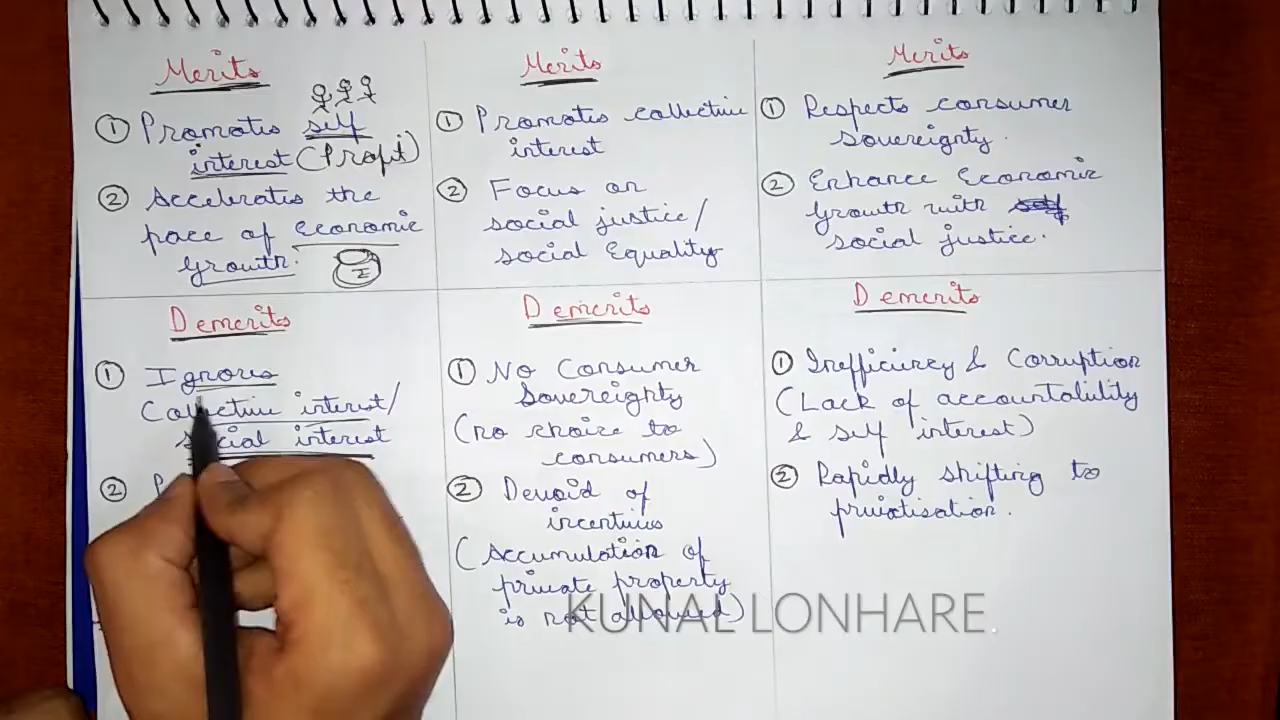 Merits
① Promotes self
interest (Profit)
② Accelerates the
pace of Economic
Growth.
Demerits
① Ignores
Collective interest/
social interest
②
Merits
① Promotes collective
interest
② Focus on
social justice/
social Equality
Demerits
① No Consumer
Sovereignty
(no choice to
consumers)
② Devoid of
incentives
(Accumulation of
private property
is not allowed)
Merits
① Respects consumer
sovereignty.
② Enhance Economic
Growth with
social justice.
Demerits
① Inefficiency & Corruption
(Lack of accountability
& self interest)
② Rapidly shifting to
privatisation.
KUNAL LONHARE.